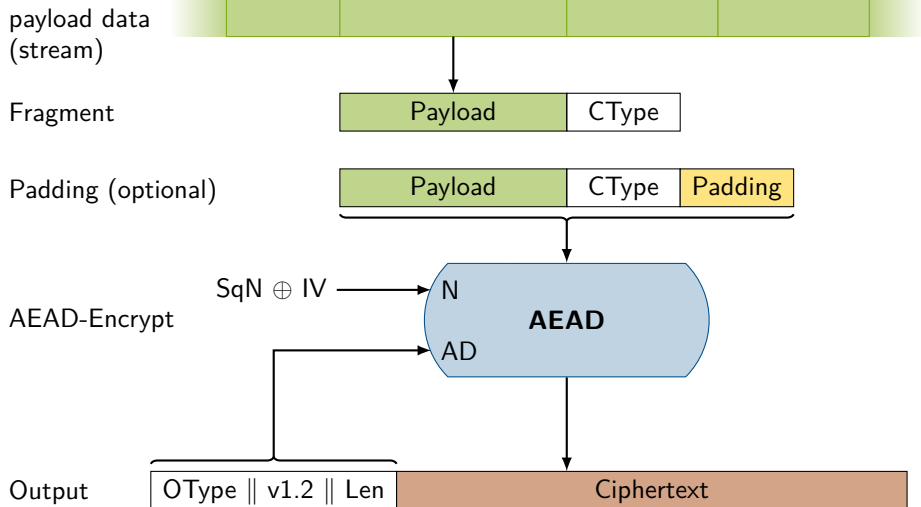 payload data
(stream)
Fragment
Payload CType
Padding (optional)
Payload CType Padding
SqN ⊕ IV N
AEAD-Encrypt AEAD
AD
Output OType ∥ v1.2 ∥ Len Ciphertext